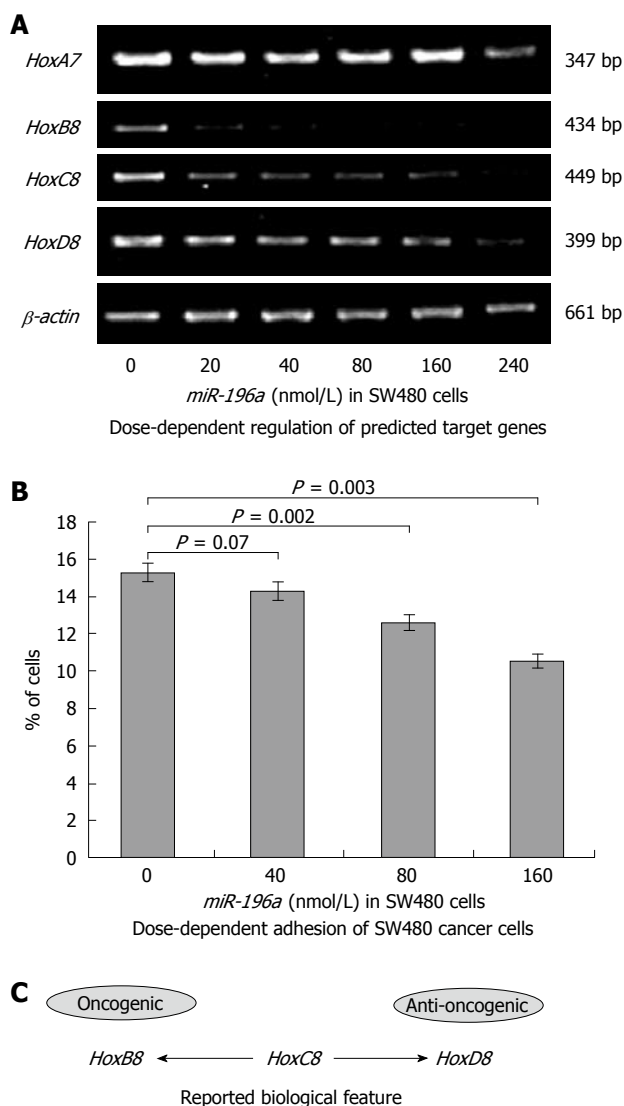 A
HoxA7 347 bp
HoxB8 434 bp
HoxC8 449 bp
HoxD8 399 bp
β-actin 661 bp
0 20 40 80 160 240
miR-196a (nmol/L) in SW480 cells
Dose-dependent regulation of predicted target genes
B
P = 0.003
P = 0.002
P = 0.07
18
16
14
12
10
8
6
4
2
0
% of cells
0 40 80 160
miR-196a (nmol/L) in SW480 cells
Dose-dependent adhesion of SW480 cancer cells
C
Oncogenic Anti-oncogenic
HoxB8 HoxC8 HoxD8
Reported biological feature